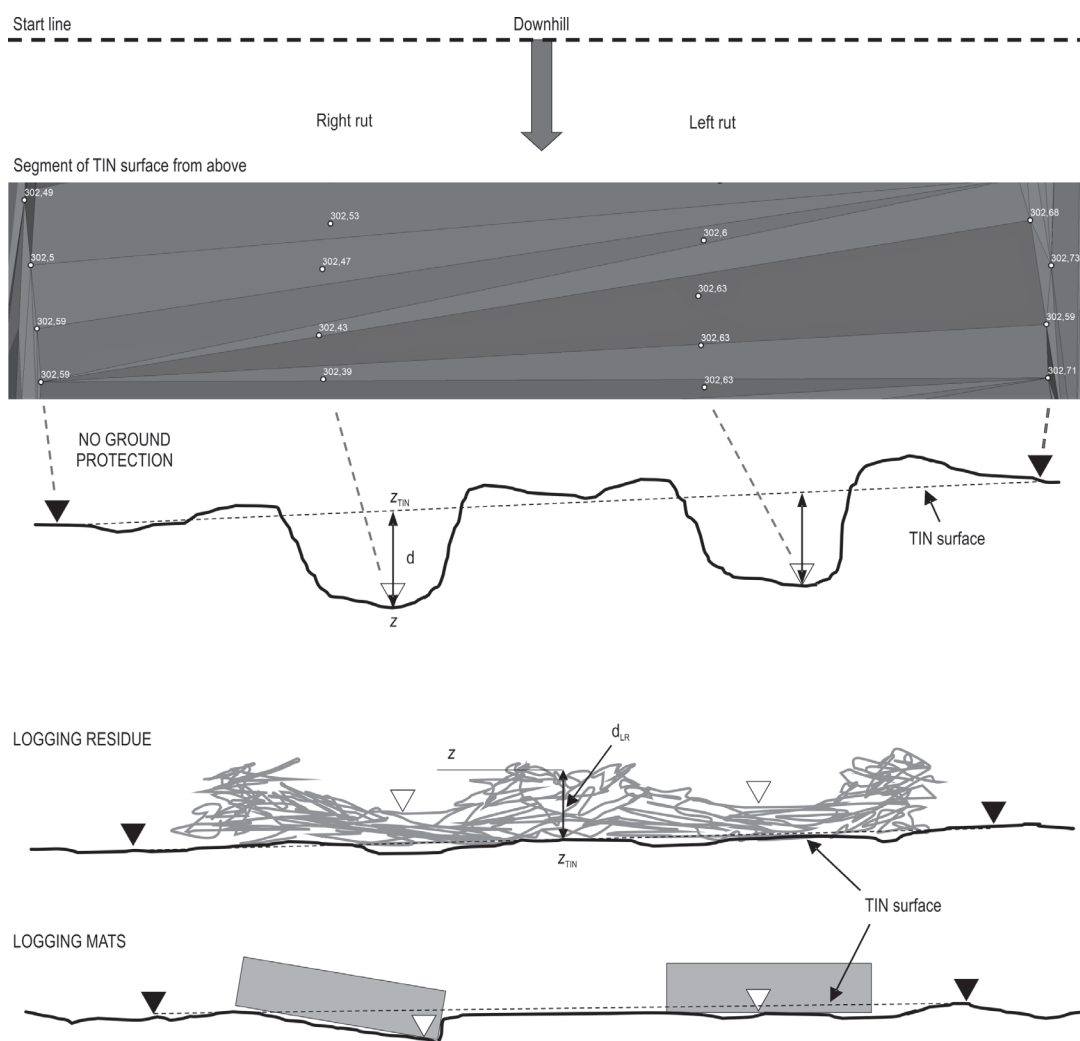 Start line
Downhill
Right rut
Left rut
Segment of TIN surface from above
302,49
302,53
302,68
302,6
302,5
302,47
302,73
302,63
302,59
302,43
302,63
302,59
302,59
302,39
302,63
302,71
NO GROUND
PROTECTION
zTIN
TIN surface
d
z
LOGGING RESIDUE
dLR
z
zTIN
TIN surface
LOGGING MATS